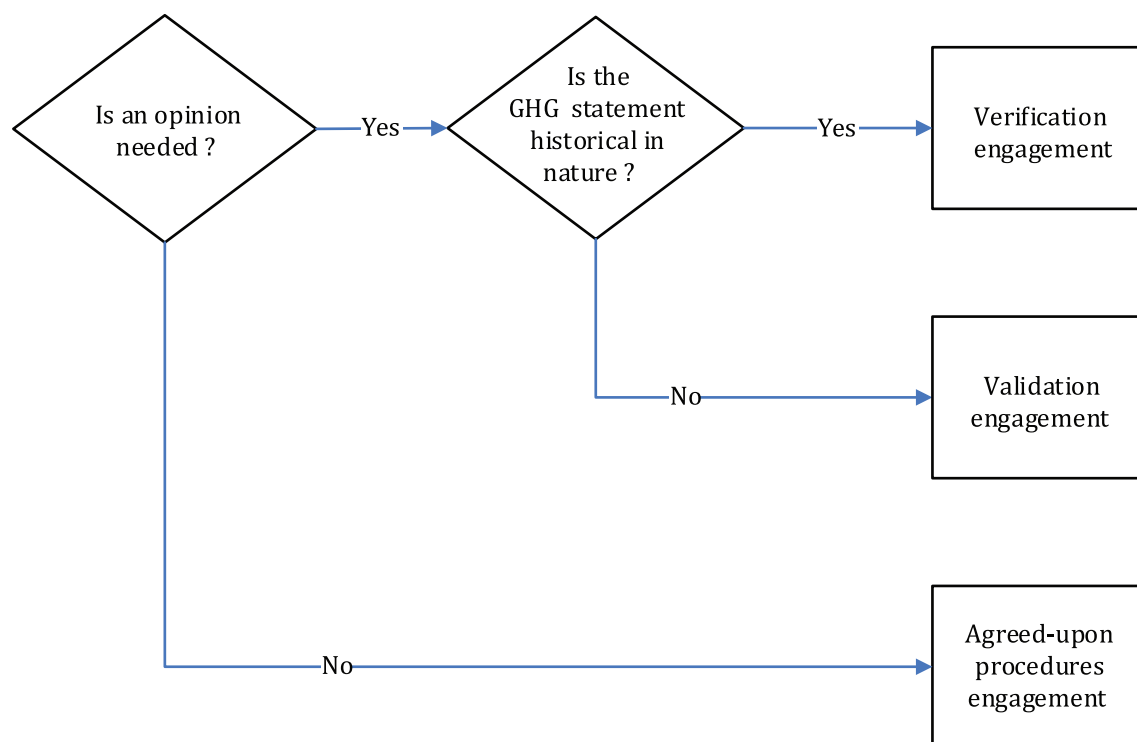 Is an opinion
needed ?
Yes
Is the
GHG statement
historical in
nature ?
Yes
Verification
engagement
No
Validation
engagement
No
Agreed-upon
procedures
engagement